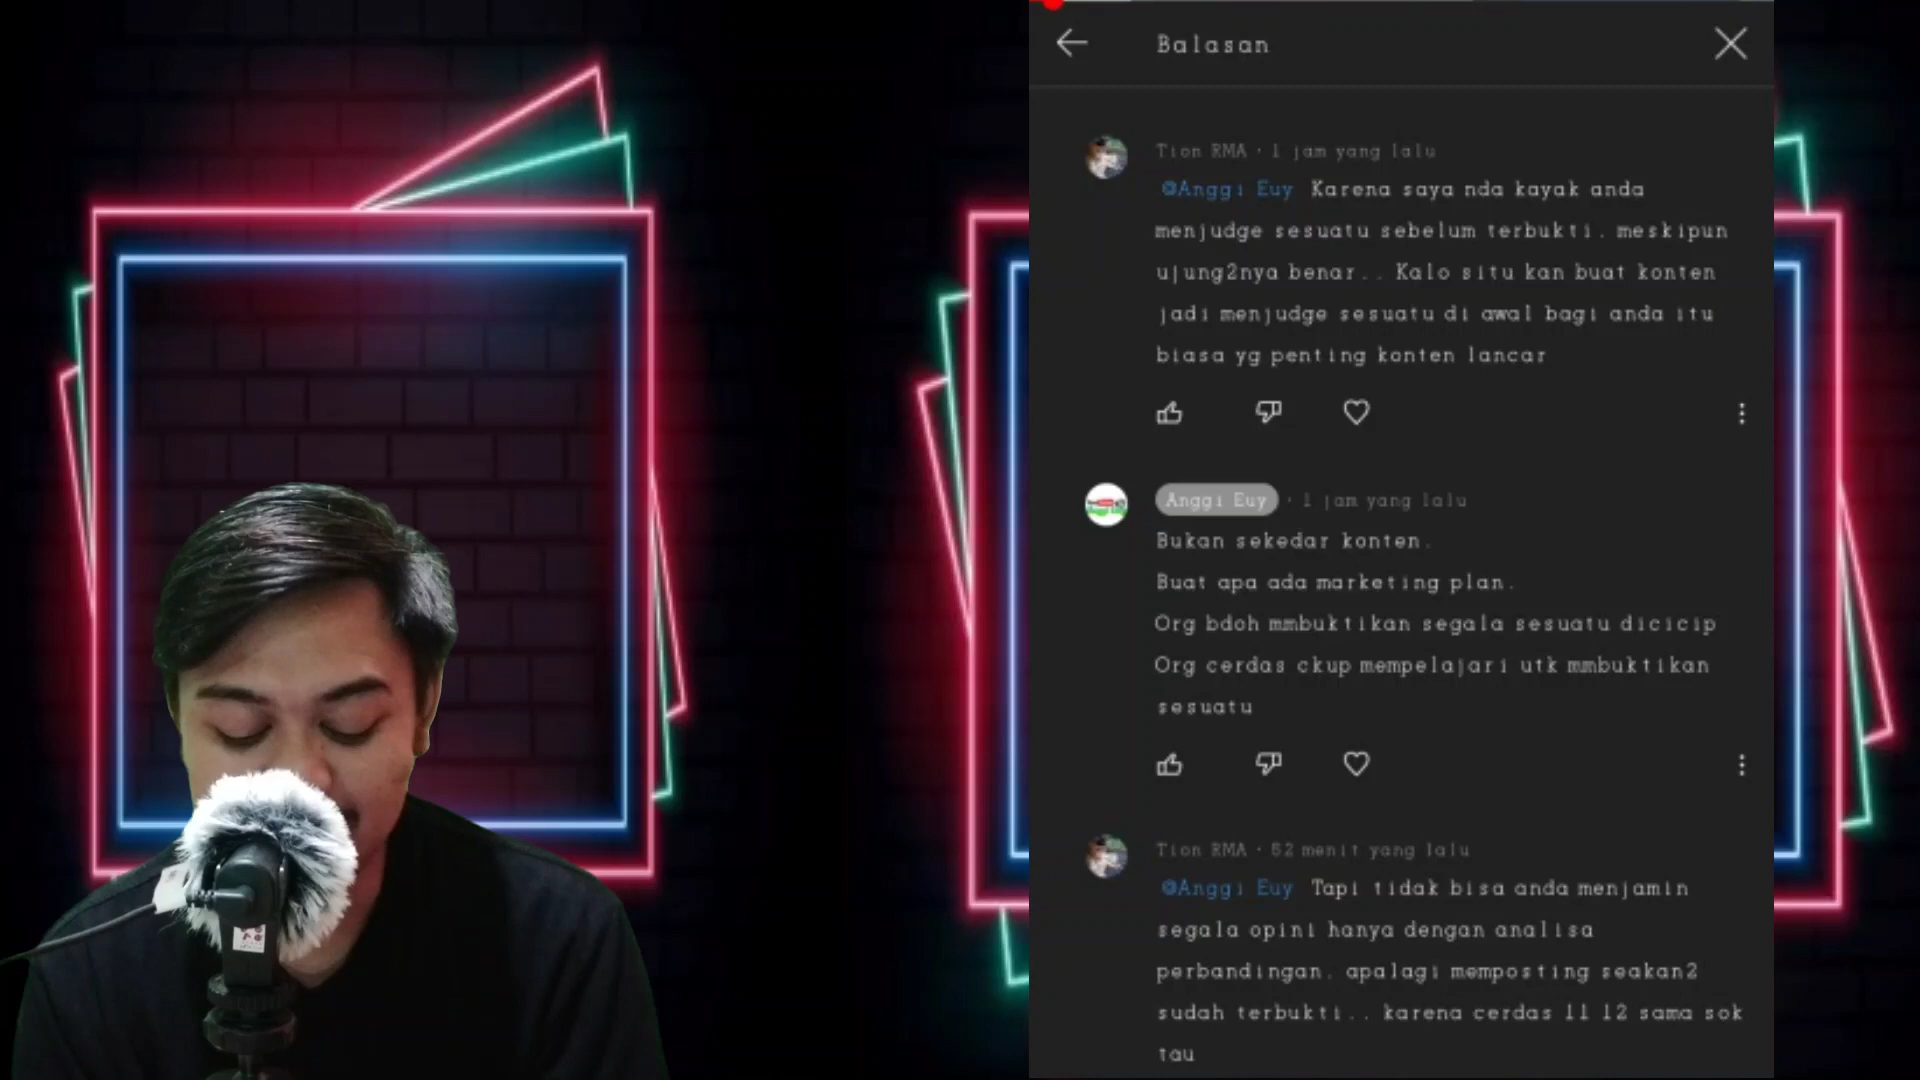 Balasan
Tion RMA · 1 jam yang lalu
@Anggi Euy Karena saya nda kayak anda
menjudge sesuatu sebelum terbukti. meskipun
ujung2nya benar.. Kalo situ kan buat konten
jadi menjudge sesuatu di awal bagi anda itu
biasa yg penting konten lancar
Anggi Euy · 1 jam yang lalu
Bukan sekedar konten.
Buat apa ada marketing plan.
Org bdoh mmbuktikan segala sesuatu dicicip
Org cerdas ckup mempelajari utk mmbuktikan
sesuatu
Tion RMA · 52 menit yang lalu
@Anggi Euy Tapi tidak bisa anda menjamin
segala opini hanya dengan analisa
perbandingan. apalagi memposting seakan2
sudah terbukti.. karena cerdas 11 12 sama sok
tau